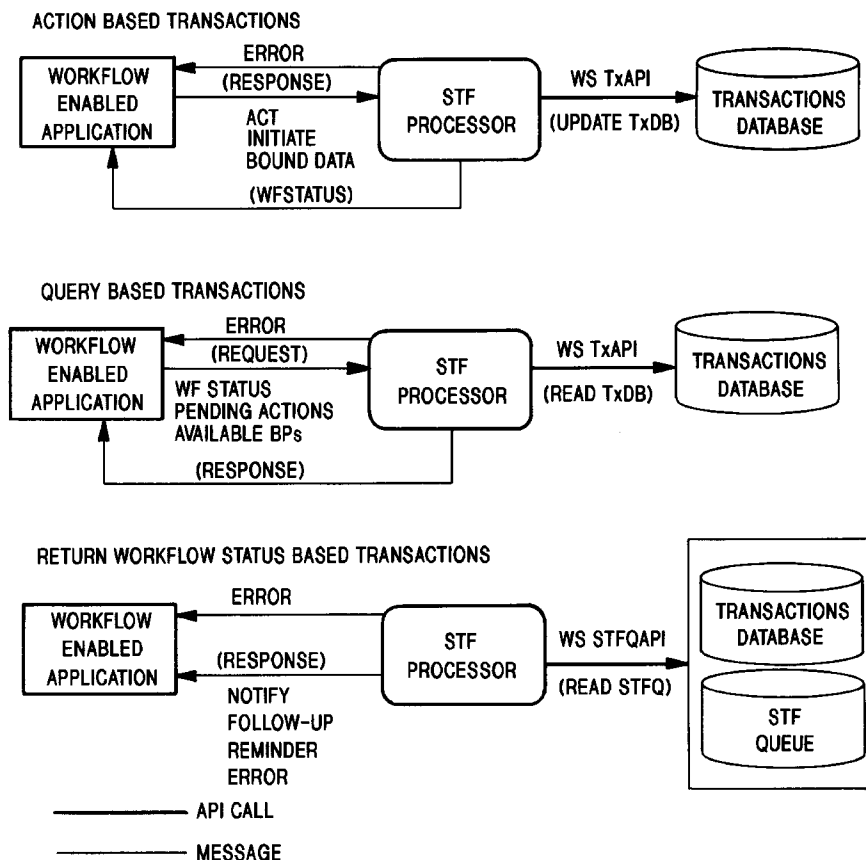 ACTION BASED TRANSACTIONS
WORKFLOW
ENABLED
APPLICATION
ERROR
(RESPONSE)
ACT
INITIATE
BOUND DATA
(WFSTATUS)
STF
PROCESSOR
WS TxAPI
(UPDATE TxDB)
TRANSACTIONS
DATABASE
QUERY BASED TRANSACTIONS
WORKFLOW
ENABLED
APPLICATION
ERROR
(REQUEST)
WF STATUS
PENDING ACTIONS
AVAILABLE BPs
(RESPONSE)
STF
PROCESSOR
WS TxAPI
(READ TxDB)
TRANSACTIONS
DATABASE
RETURN WORKFLOW STATUS BASED TRANSACTIONS
WORKFLOW
ENABLED
APPLICATION
ERROR
(RESPONSE)
NOTIFY
FOLLOW-UP
REMINDER
ERROR
STF
PROCESSOR
WS STFQAPI
(READ STFQ)
TRANSACTIONS
DATABASE
STF
QUEUE
API CALL
MESSAGE